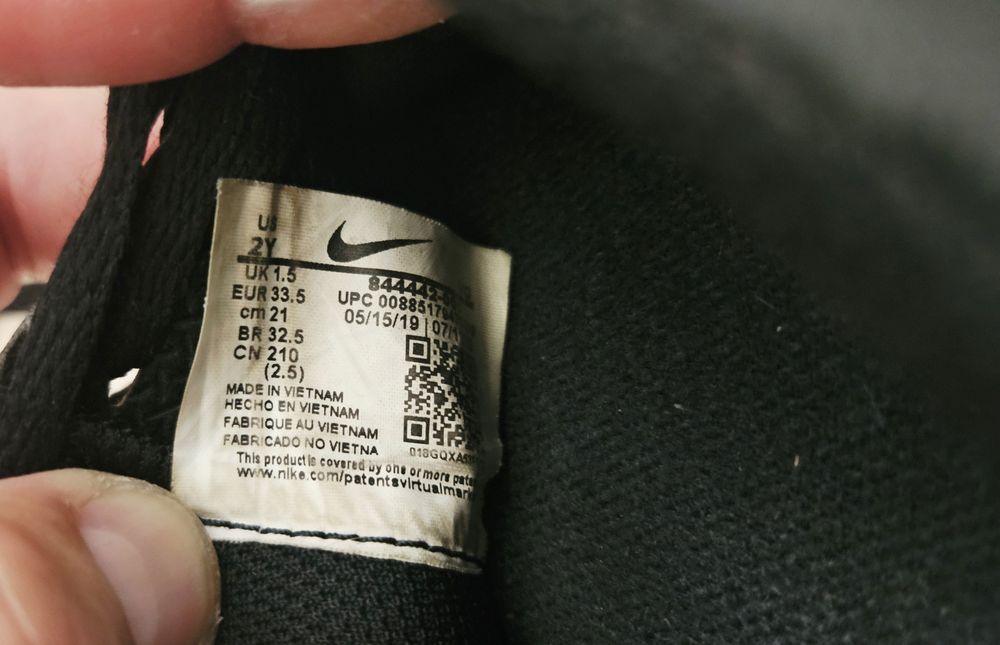 US
2Y
UK 1.5
EUR 33.5
cm 21
BR 32.5
CN 210
(2.5)
UPC
05/15/19
MADE IN VIETNAM
HECHO EN VIETNAM
FABRIQUE AU VIETNAM
FABRICADO NO VIETNA
This product is covered by one or more
www.nike.com/patentsvirtualmark